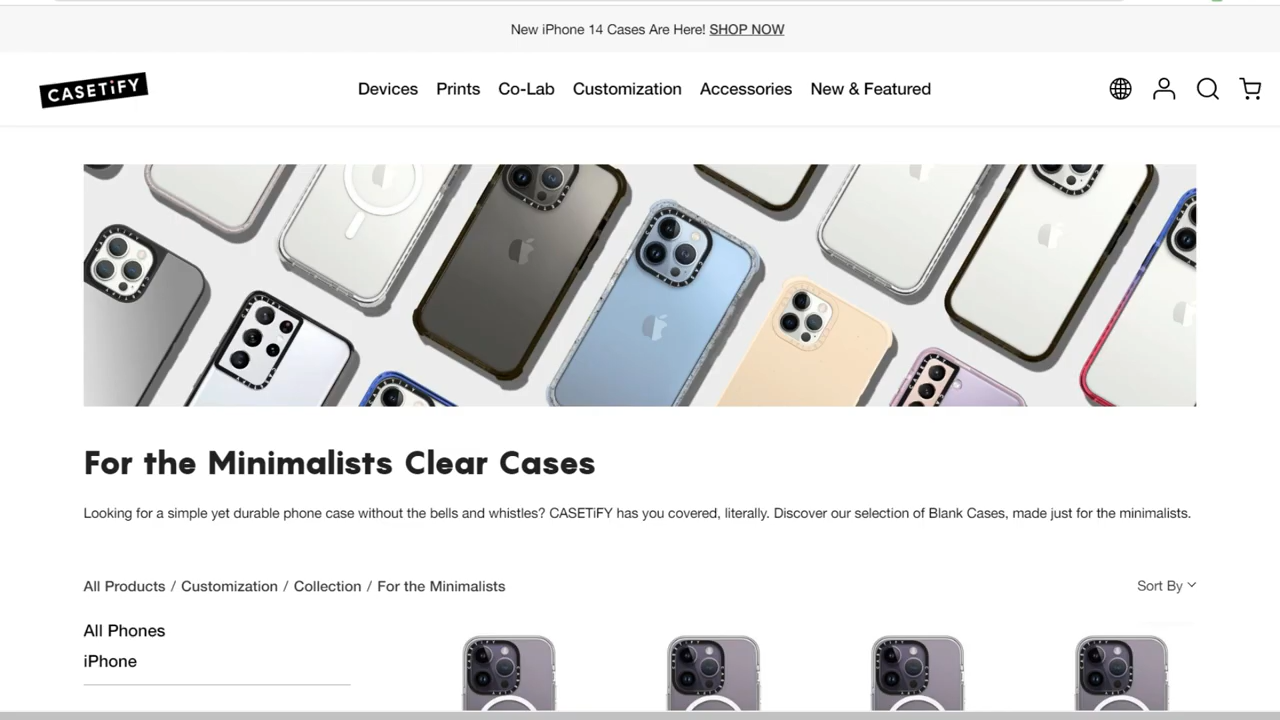 New iPhone 14 Cases Are Here! SHOP NOW
CASETiFY
Devices Prints Co-Lab Customization Accessories New & Featured
For the Minimalists Clear Cases
Looking for a simple yet durable phone case without the bells and whistles? CASETiFY has you covered, literally. Discover our selection of Blank Cases, made just for the minimalists.
All Products / Customization / Collection / For the Minimalists
Sort By
All Phones
iPhone